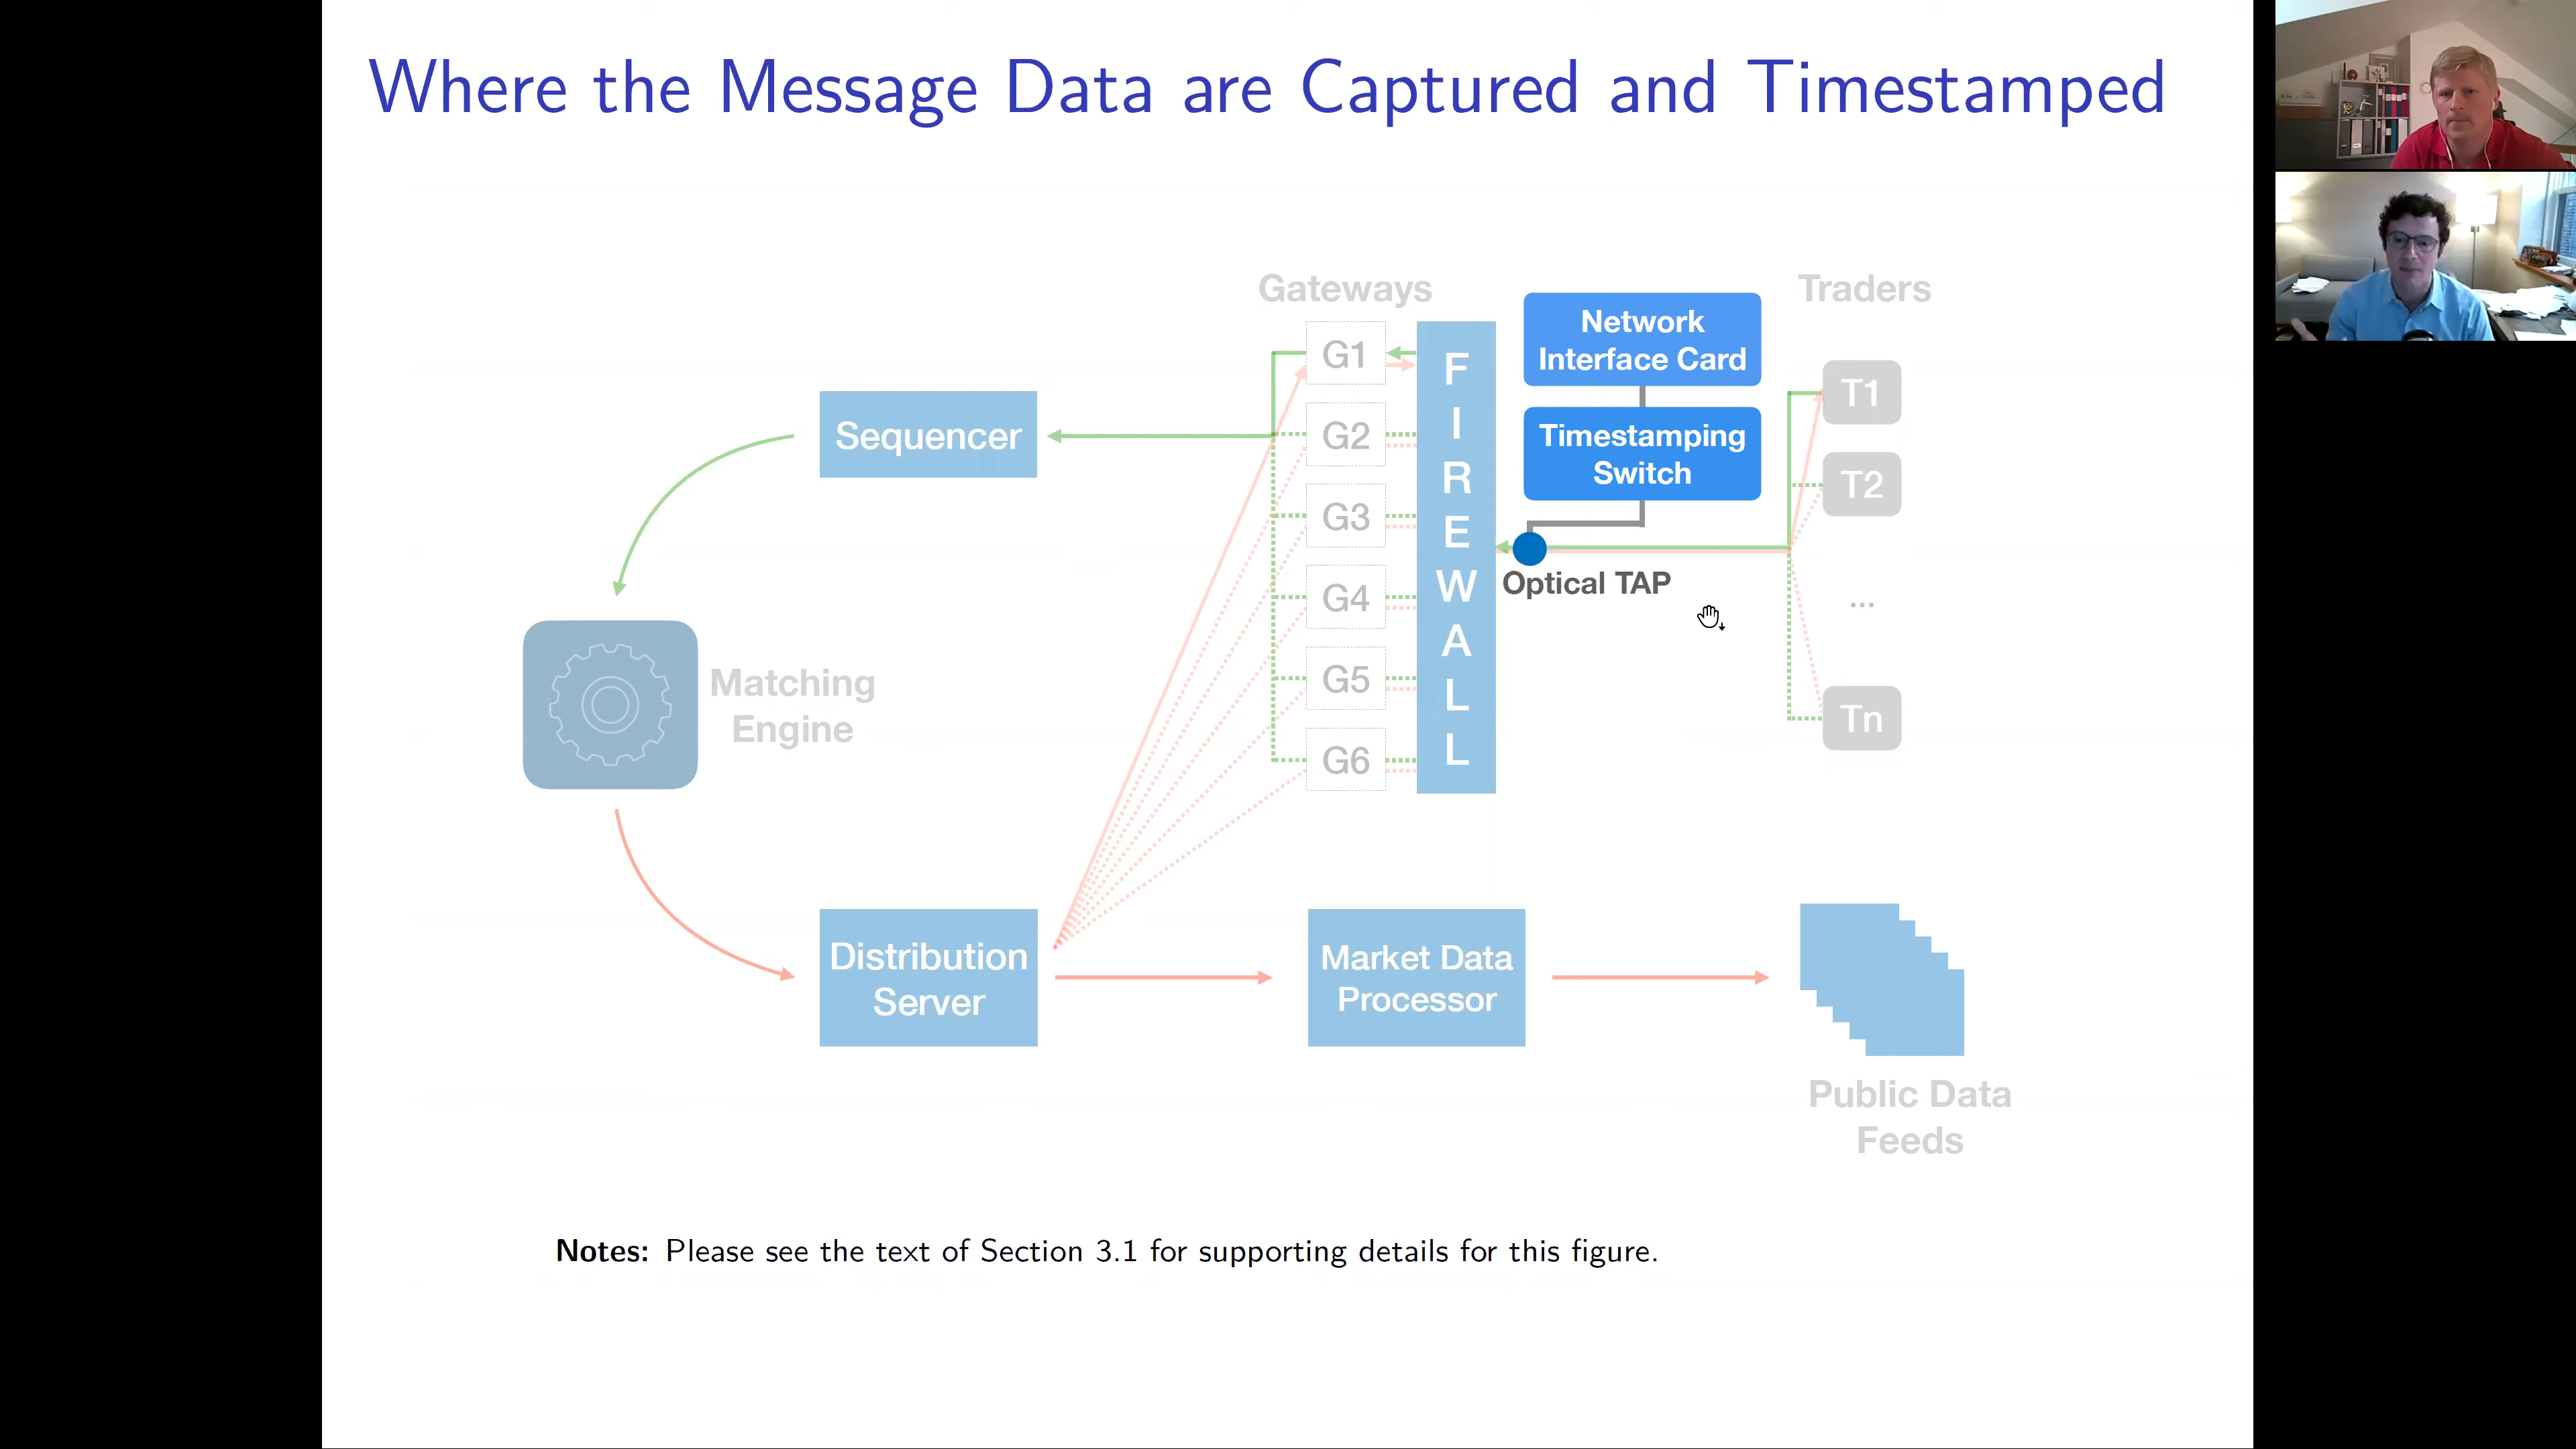 Where the Message Data are Captured and Timestamped
Gateways
Traders
Network
Interface Card
Timestamping
Switch
Optical TAP
F
I
R
E
W
A
L
L
G1
G2
G3
G4
G5
G6
T1
T2
...
Tn
Sequencer
Matching
Engine
Distribution
Server
Market Data
Processor
Public Data
Feeds
Notes: Please see the text of Section 3.1 for supporting details for this figure.